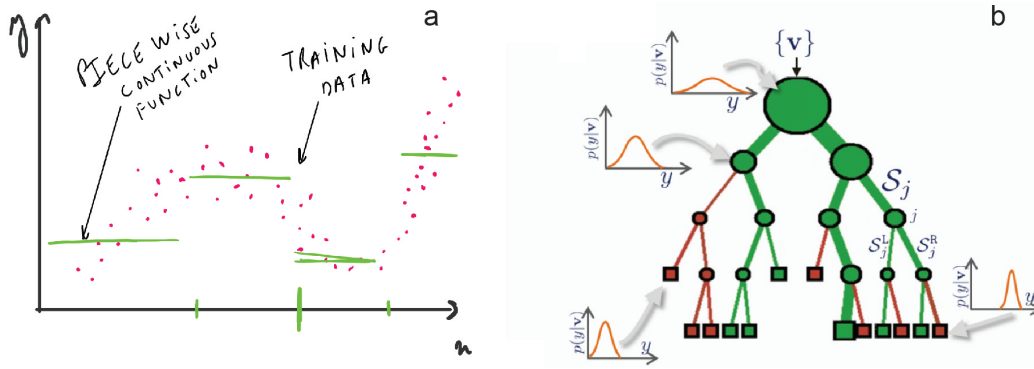 a
y
PIECE WISE
CONTINUOUS
FUNCTION
TRAINING
DATA
x
b
{v}
p(y|v)
y
p(y|v)
y
S_j
j
S_j^L
S_j^R
p(y|v)
y
p(y|v)
y